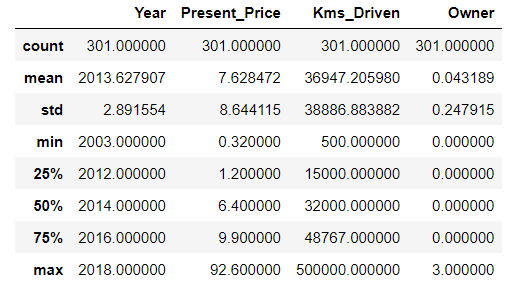 Year Present_Price Kms_Driven Owner
count 301.000000 301.000000 301.000000 301.000000
mean 2013.627907 7.628472 36947.205980 0.043189
std 2.891554 8.644115 38886.883882 0.247915
min 2003.000000 0.320000 500.000000 0.000000
25% 2012.000000 1.200000 15000.000000 0.000000
50% 2014.000000 6.400000 32000.000000 0.000000
75% 2016.000000 9.900000 48767.000000 0.000000
max 2018.000000 92.600000 500000.000000 3.000000